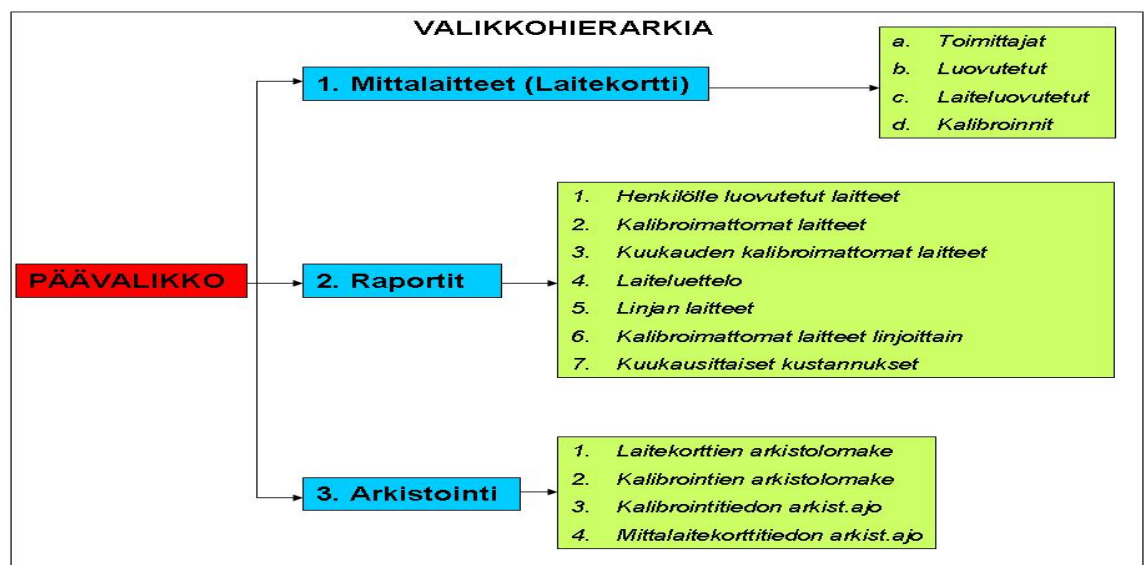 VALIKKOHIERARKIA
PÄÄVALIKKO
1. Mittalaitteet (Laitekortti)
a. Toimittajat
b. Luovutetut
c. Laiteluovutetut
d. Kalibroinnit
2. Raportit
1. Henkilölle luovutetut laitteet
2. Kalibroimattomat laitteet
3. Kuukauden kalibroimattomat laitteet
4. Laiteluettelo
5. Linjan laitteet
6. Kalibroimattomat laitteet linjoittain
7. Kuukausittaiset kustannukset
3. Arkistointi
1. Laitekorttien arkistolomake
2. Kalibrointien arkistolomake
3. Kalibrointitiedon arkist.ajo
4. Mittalaitekorttitiedon arkist.ajo